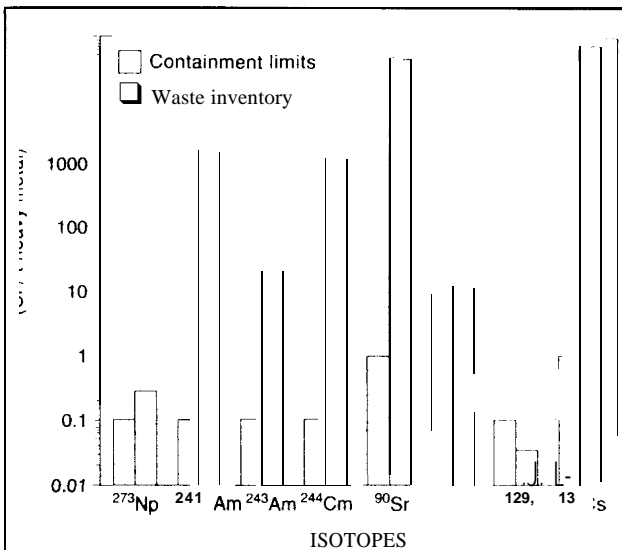 Containment limits
Waste inventory
1000
100
10
1
0.1
0.01
273Np 241 Am 243Am 244Cm 90Sr 129, 13
ISOTOPES